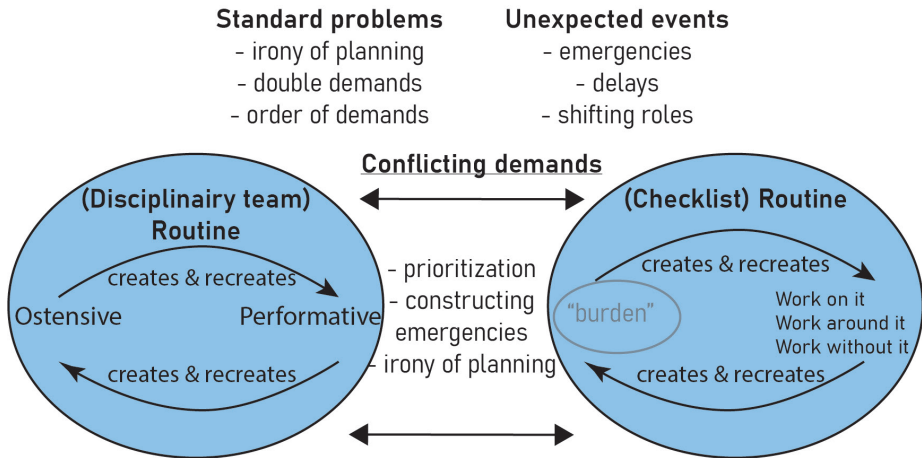 Standard problems
- irony of planning
- double demands
- order of demands
Unexpected events
- emergencies
- delays
- shifting roles
Conflicting demands
(Disciplinairy team)
Routine
creates & recreates
Ostensive
Performative
creates & recreates
- prioritization
- constructing
emergencies
- irony of planning
(Checklist) Routine
creates & recreates
"burden"
Work on it
Work around it
Work without it
creates & recreates